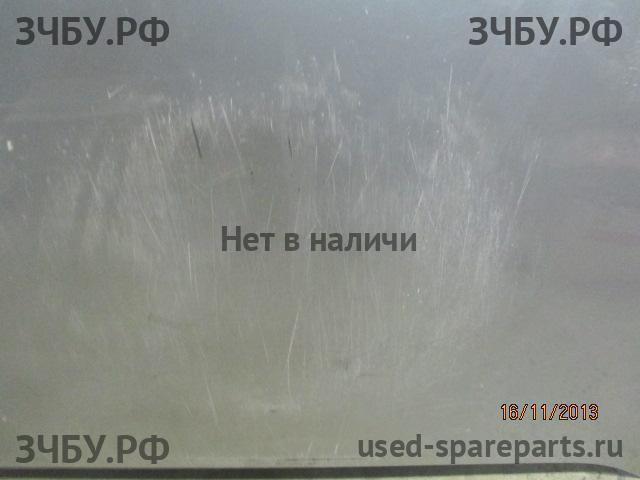 ЗЧБУ.РФ ЗЧБУ.РФ
Нет в наличи
16/11/2013
ЗЧБУ.РФ used-spareparts.ru